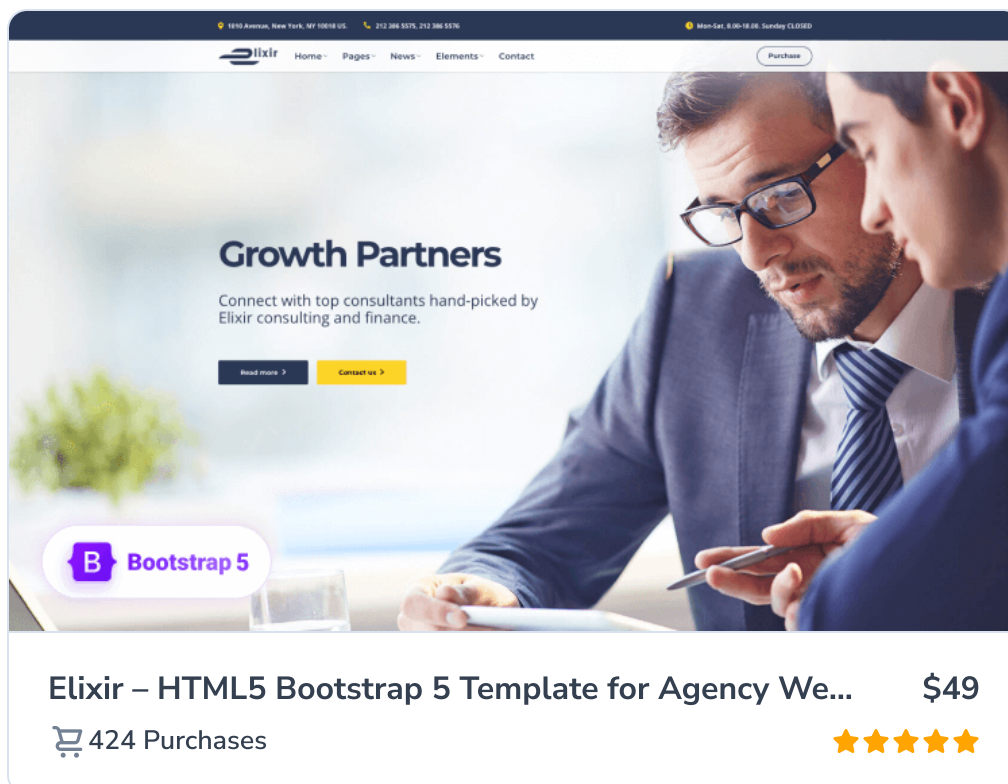 1810 Avenue, New York, NY 10018 US. 212 386 5575, 212 386 5576 Mon-Sat, 8.00-18.00. Sunday CLOSED
Elixir Home Pages News Elements Contact Purchase
Growth Partners
Connect with top consultants hand-picked by
Elixir consulting and finance.
Read more Contact us
B Bootstrap 5
Elixir – HTML5 Bootstrap 5 Template for Agency We... $49
424 Purchases